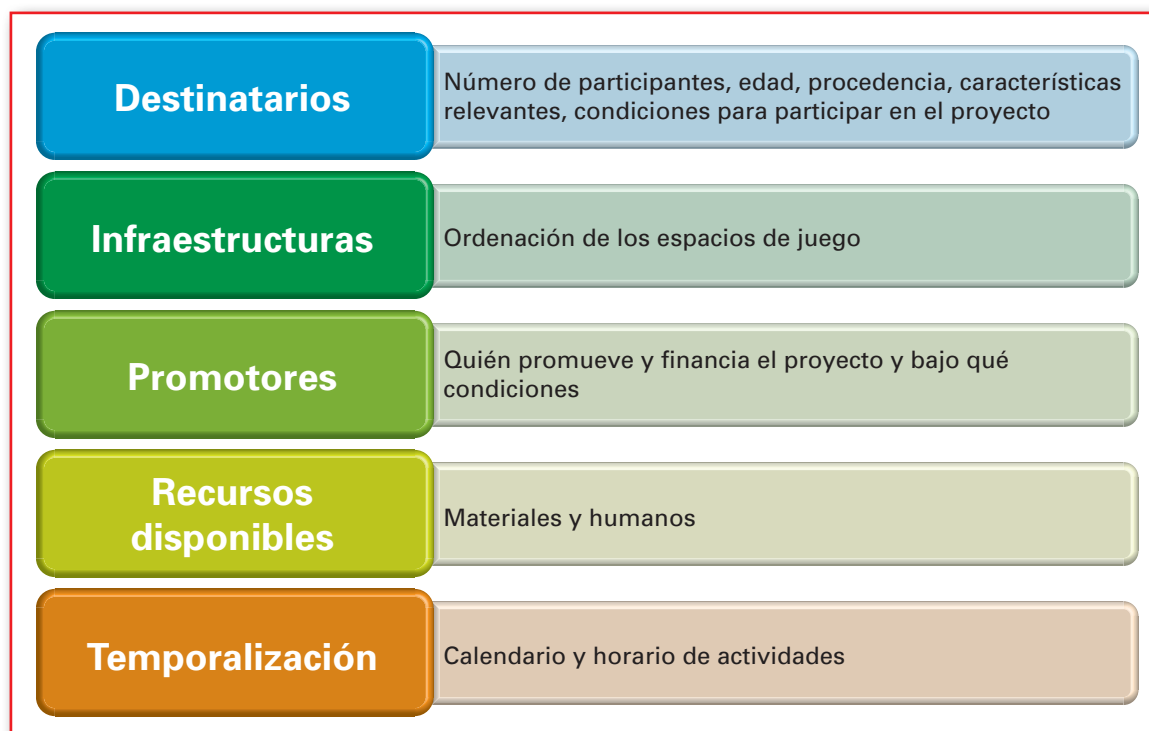 Destinatarios
Número de participantes, edad, procedencia, características
relevantes, condiciones para participar en el proyecto
Infraestructuras
Ordenación de los espacios de juego
Promotores
Quién promueve y financia el proyecto y bajo qué
condiciones
Recursos
disponibles
Materiales y humanos
Temporalización
Calendario y horario de actividades